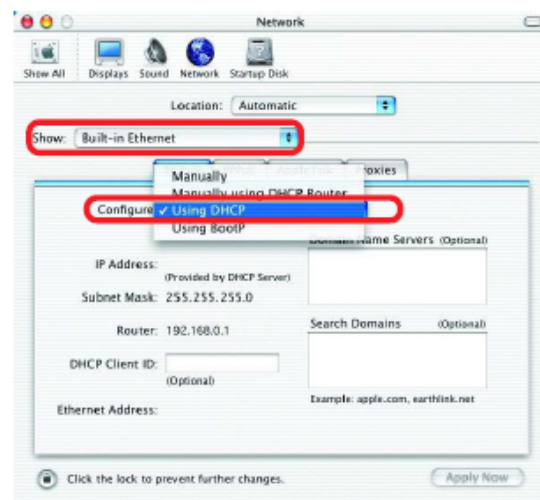 Network
Show All Displays Sound Network Startup Disk
Location: Automatic
Show: Built-in Ethernet
Proxies
Manually
Manually using DHCP Router
Configure ✓ Using DHCP
Using BootP
Domain Name Servers (Optional)
IP Address:
(Provided by DHCP Server)
Subnet Mask: 255.255.255.0
Router: 192.168.0.1
Search Domains (Optional)
DHCP Client ID:
(Optional)
Example: apple.com, earthlink.net
Ethernet Address:
Click the lock to prevent further changes.
Apply Now